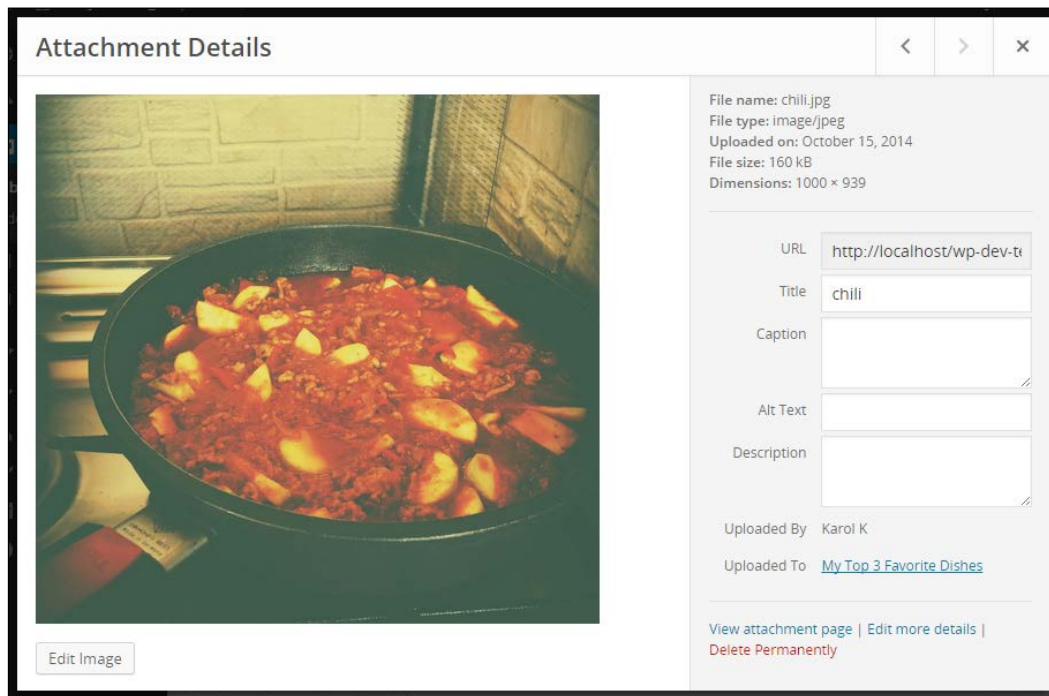 Attachment Details
File name: chili.jpg
File type: image/jpeg
Uploaded on: October 15, 2014
File size: 160 kB
Dimensions: 1000 × 939
URL http://localhost/wp-dev-te
Title chili
Caption
Alt Text
Description
Uploaded By Karol K
Uploaded To My Top 3 Favorite Dishes
View attachment page | Edit more details |
Delete Permanently
Edit Image